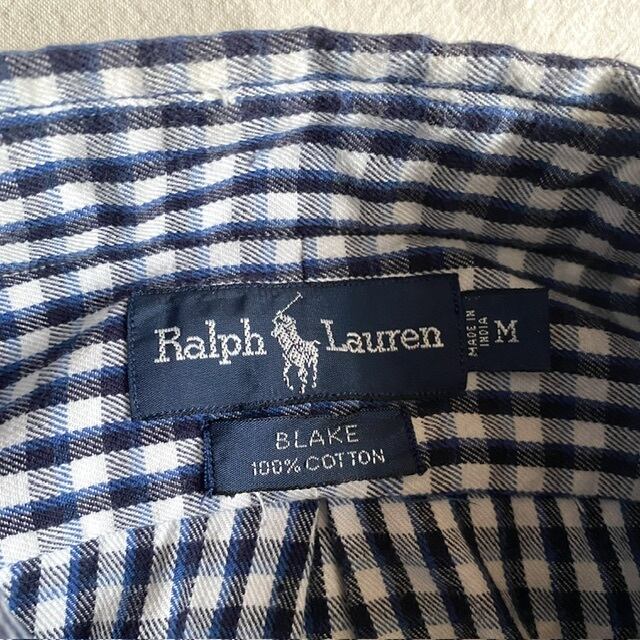 Ralph Lauren
MADE IN
INDIA
M
BLAKE
100% COTTON